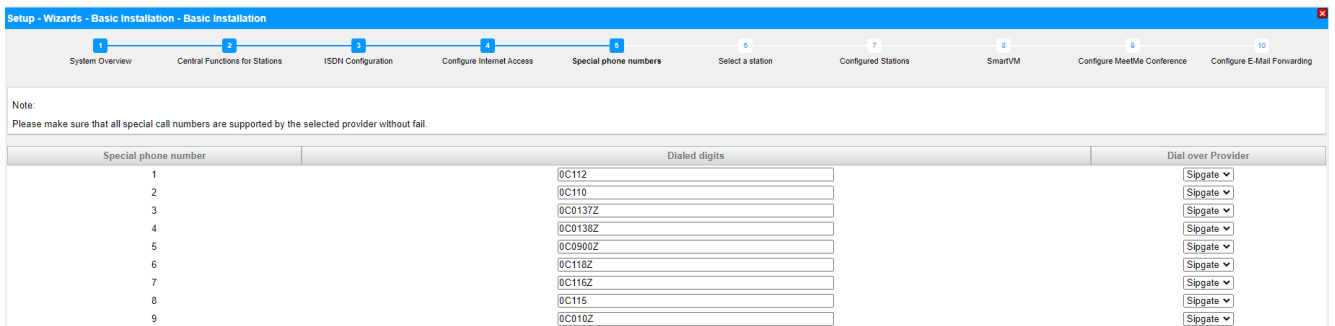 Setup - Wizards - Basic Installation - Basic Installation
x
1 2 3 4 5 6 7 8 9 10
System Overview Central Functions for Stations ISDN Configuration Configure Internet Access Special phone numbers Select a station Configured Stations SmartVM Configure MeetMe Conference Configure E-Mail Forwarding
Note:
Please make sure that all special call numbers are supported by the selected provider without fail.
Special phone number Dialed digits Dial over Provider
1 0C112 Sipgate
2 0C110 Sipgate
3 0C0137Z Sipgate
4 0C0138Z Sipgate
5 0C0900Z Sipgate
6 0C118Z Sipgate
7 0C116Z Sipgate
8 0C115 Sipgate
9 0C010Z Sipgate